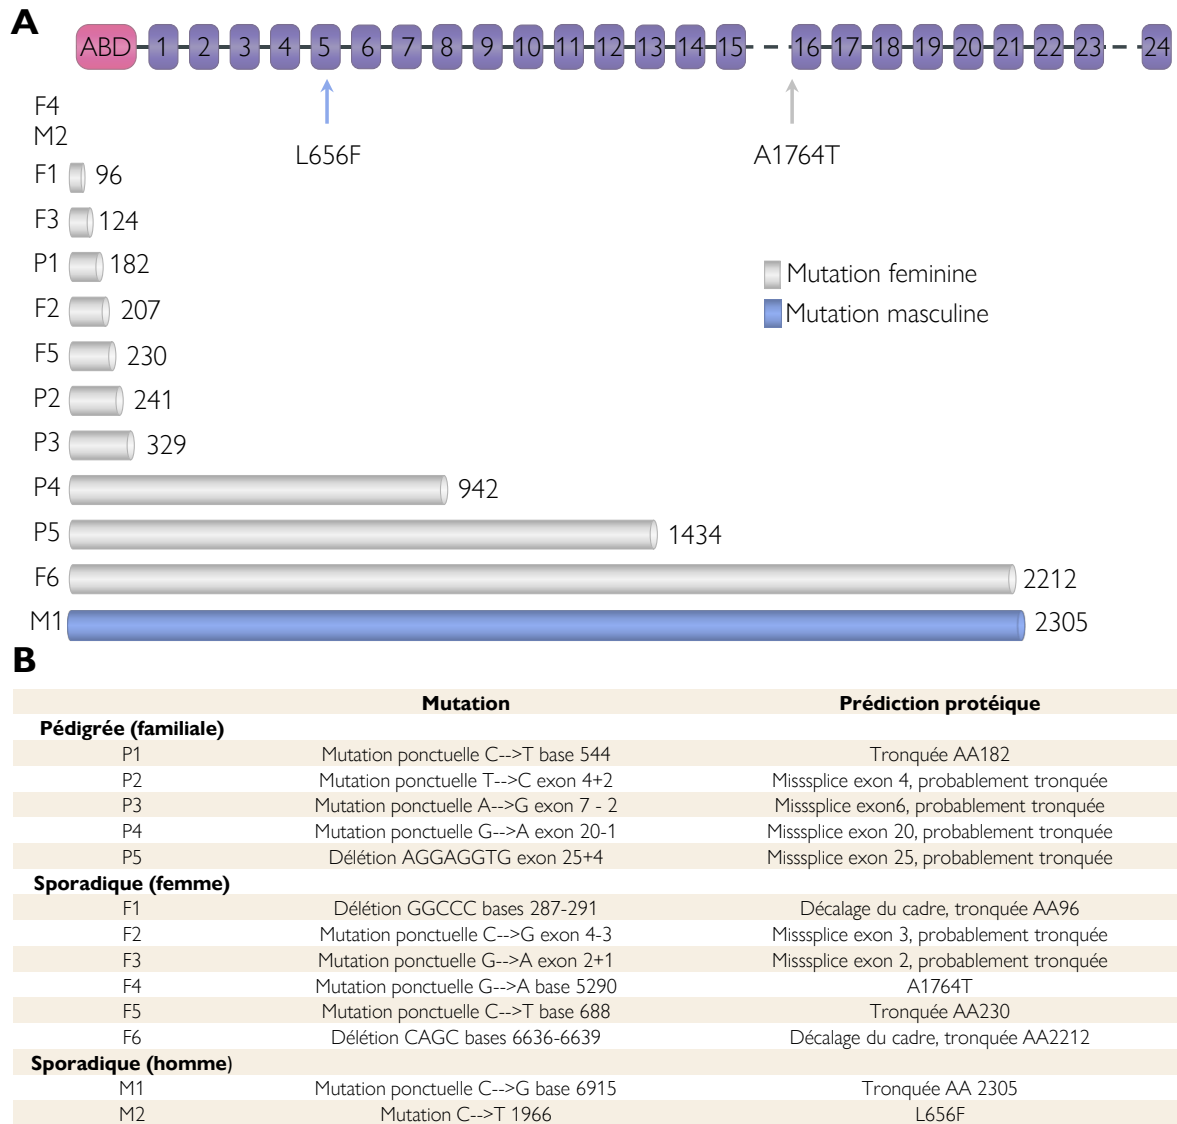 A
ABD 1 2 3 4 5 6 7 8 9 10 11 12 13 14 15 16 17 18 19 20 21 22 23 24
F4
M2
L656F A1764T
F1 96
F3 124
P1 182
Mutation feminine
F2 207
Mutation masculine
F5 230
P2 241
P3 329
P4 942
P5 1434
F6 2212
M1 2305
B
Mutation Prédiction protéique
Pédigrée (familiale)
P1 Mutation ponctuelle C-->T base 544 Tronquée AA182
P2 Mutation ponctuelle T-->C exon 4+2 Misssplice exon 4, probablement tronquée
P3 Mutation ponctuelle A-->G exon 7 - 2 Misssplice exon6, probablement tronquée
P4 Mutation ponctuelle G-->A exon 20-1 Misssplice exon 20, probablement tronquée
P5 Délétion AGGAGGTG exon 25+4 Misssplice exon 25, probablement tronquée
Sporadique (femme)
F1 Délétion GGCCC bases 287-291 Décalage du cadre, tronquée AA96
F2 Mutation ponctuelle C-->G exon 4-3 Misssplice exon 3, probablement tronquée
F3 Mutation ponctuelle G-->A exon 2+1 Misssplice exon 2, probablement tronquée
F4 Mutation ponctuelle G-->A base 5290 A1764T
F5 Mutation ponctuelle C-->T base 688 Tronquée AA230
F6 Délétion CAGC bases 6636-6639 Décalage du cadre, tronquée AA2212
Sporadique (homme)
M1 Mutation ponctuelle C-->G base 6915 Tronquée AA 2305
M2 Mutation C-->T 1966 L656F